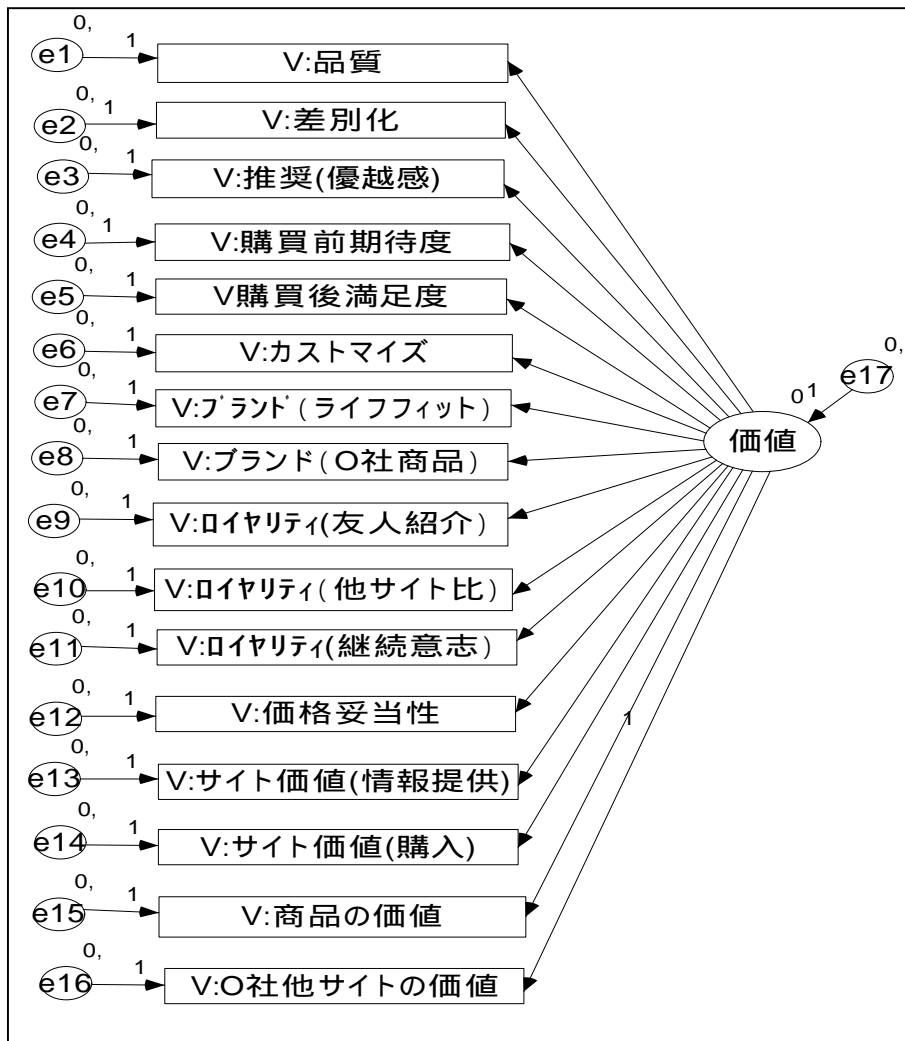 0,
e1
1
V:品質
0,
e2
1
V:差別化
0,
e3
1
V:推奨(優越感)
0,
e4
1
V:購買前期待度
0,
e5
1
V購買後満足度
0,
e6
1
V:カストマイズ
0,
e7
1
V:ブランド(ライフフィット)
0,
e8
1
V:ブランド(O社商品)
0,
e9
1
V:ロイヤリティ(友人紹介)
0,
e10
1
V:ロイヤリティ(他サイト比)
0,
e11
1
V:ロイヤリティ(継続意志)
0,
e12
1
V:価格妥当性
0,
e13
1
V:サイト価値(情報提供)
0,
e14
1
V:サイト価値(購入)
0,
e15
1
V:商品の価値
0,
e16
1
V:O社他サイトの価値
1
0,
e17
1
0
価値